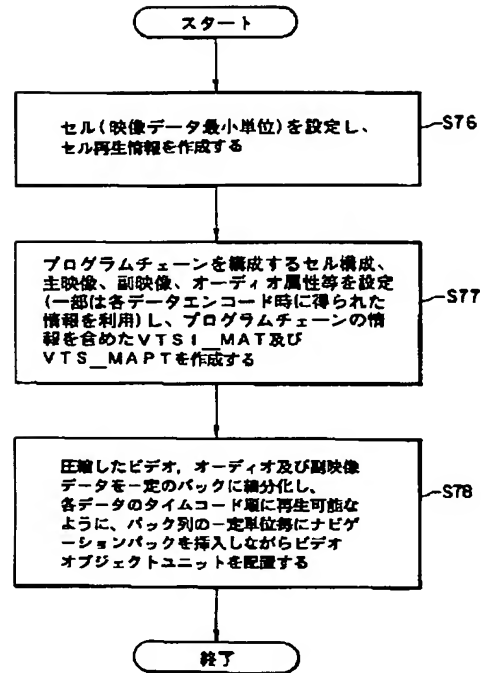 スタート
セル(映像データ最小単位)を設定し、
セル再生情報を作成する
S76
プログラムチェーンを構成するセル構成、
主映像、副映像、オーディオ属性等を設定
(一部は各データエンコード時に得られた
情報を利用)し、プログラムチェーンの情
報を含めたVTSI__MAT及び
VTS__MAPTを作成する
S77
圧縮したビデオ,オーディオ及び副映像
データを一定のパックに細分化し、
各データのタイムコード順に再生可能な
ように、パック列の一定単位毎にナビゲ
ーションパックを挿入しながらビデオ
オブジェクトユニットを配置する
S78
終了